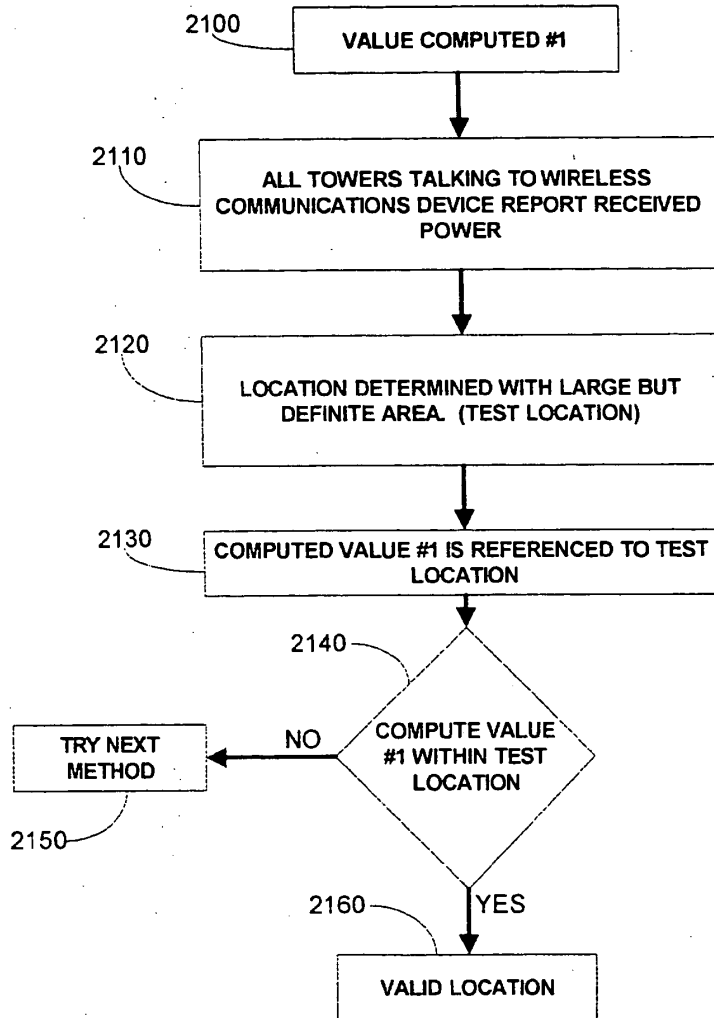 2100
VALUE COMPUTED #1
2110
ALL TOWERS TALKING TO WIRELESS
COMMUNICATIONS DEVICE REPORT RECEIVED
POWER
2120
LOCATION DETERMINED WITH LARGE BUT
DEFINITE AREA. (TEST LOCATION)
2130
COMPUTED VALUE #1 IS REFERENCED TO TEST
LOCATION
2140
COMPUTE VALUE
#1 WITHIN TEST
LOCATION
NO
TRY NEXT
METHOD
2150
YES
2160
VALID LOCATION